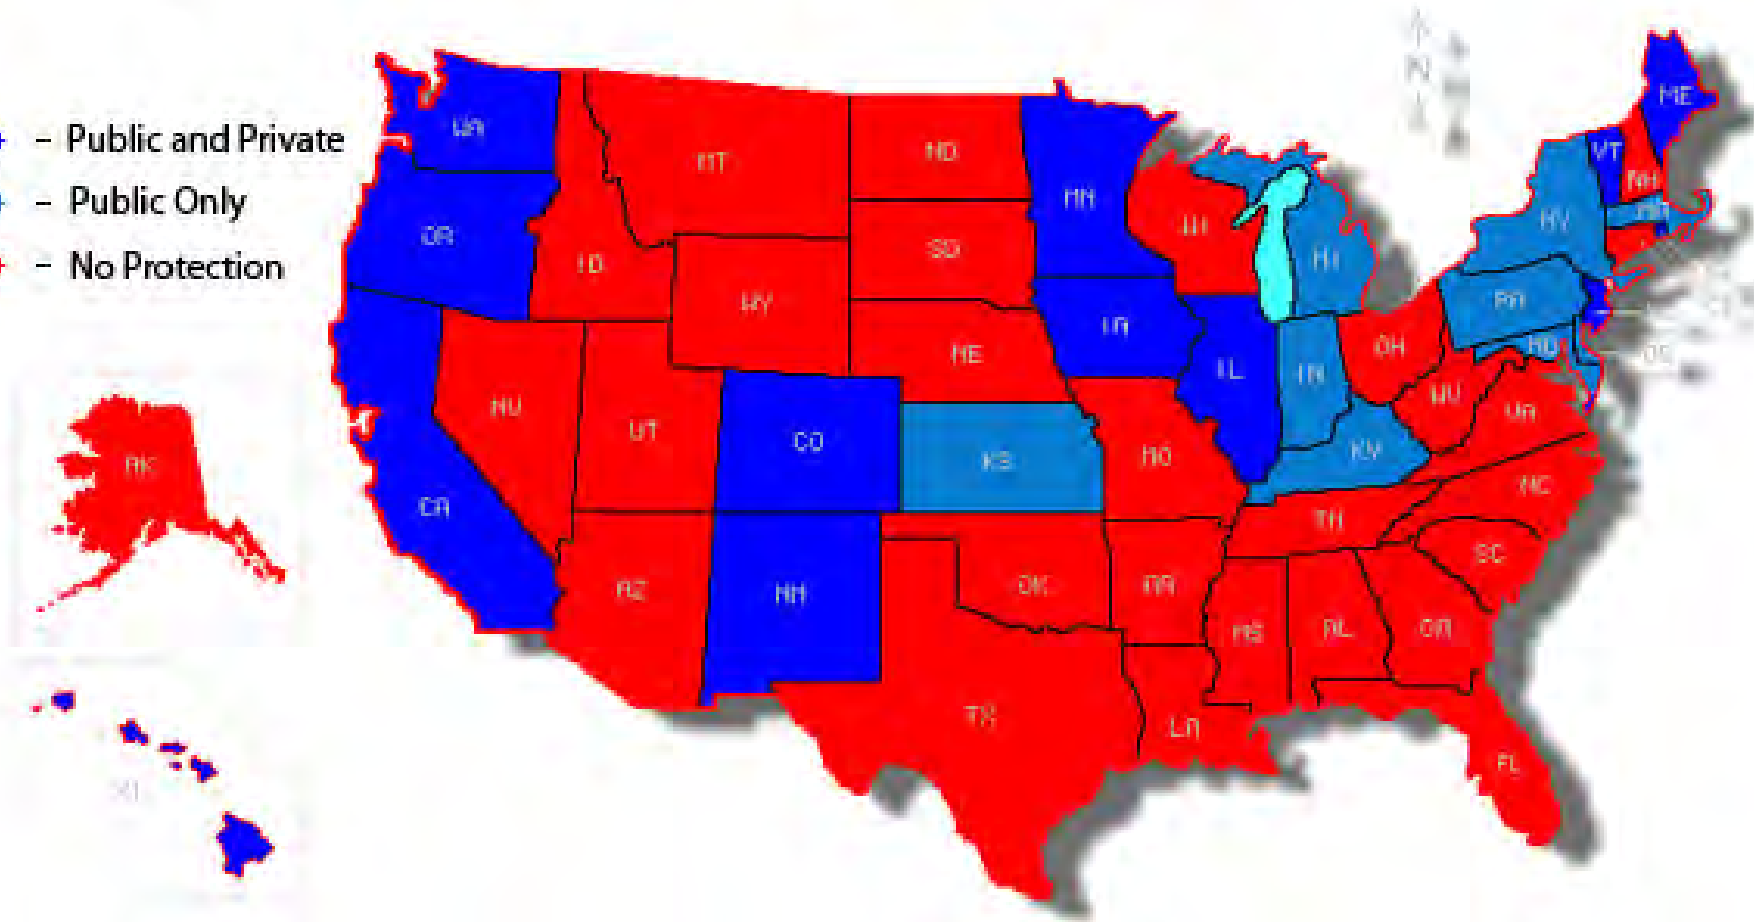 - Public and Private
- Public Only
- No Protection
WA
OR
CA
ID
NV
MT
WY
UT
AZ
CO
NM
ND
SD
NE
KS
OK
TX
MN
IA
MO
AR
LA
WI
IL
MI
IN
OH
KY
TN
MS
AL
GA
FL
SC
NC
VA
WV
PA
NY
MD
VT
NH
ME
MA
AK